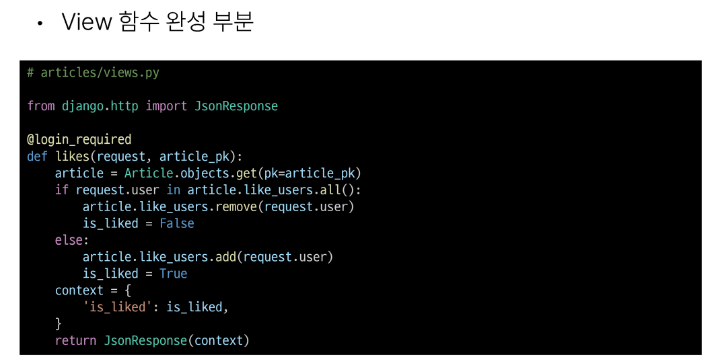 • View 함수 완성 부분
# articles/views.py
from django.http import JsonResponse
@login_required
def likes(request, article_pk):
    article = Article.objects.get(pk=article_pk)
    if request.user in article.like_users.all():
        article.like_users.remove(request.user)
        is_liked = False
    else:
        article.like_users.add(request.user)
        is_liked = True
    context = {
        'is_liked': is_liked,
    }
    return JsonResponse(context)